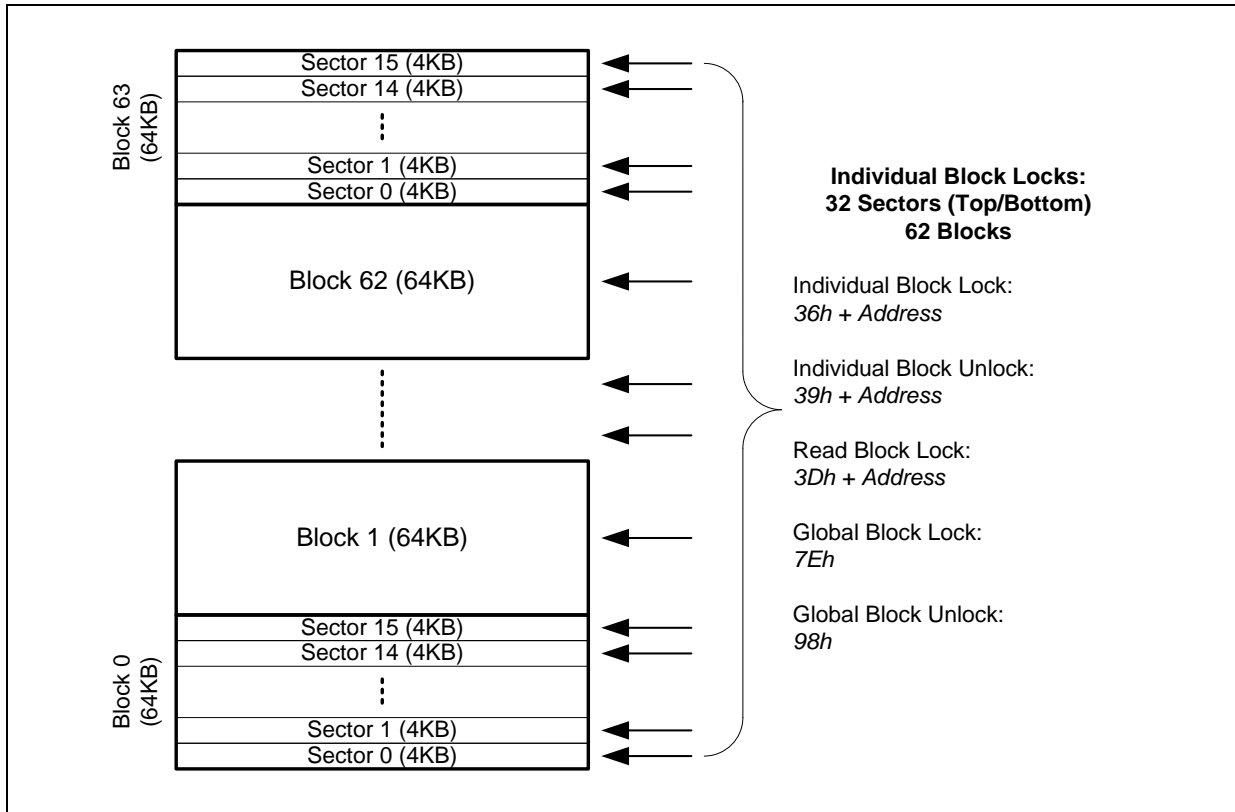 Block 63
(64KB)
Sector 15 (4KB)
Sector 14 (4KB)
Sector 1 (4KB)
Sector 0 (4KB)
Block 62 (64KB)
Block 1 (64KB)
Block 0
(64KB)
Sector 15 (4KB)
Sector 14 (4KB)
Sector 1 (4KB)
Sector 0 (4KB)
Individual Block Locks:
32 Sectors (Top/Bottom)
62 Blocks
Individual Block Lock:
36h + Address
Individual Block Unlock:
39h + Address
Read Block Lock:
3Dh + Address
Global Block Lock:
7Eh
Global Block Unlock:
98h